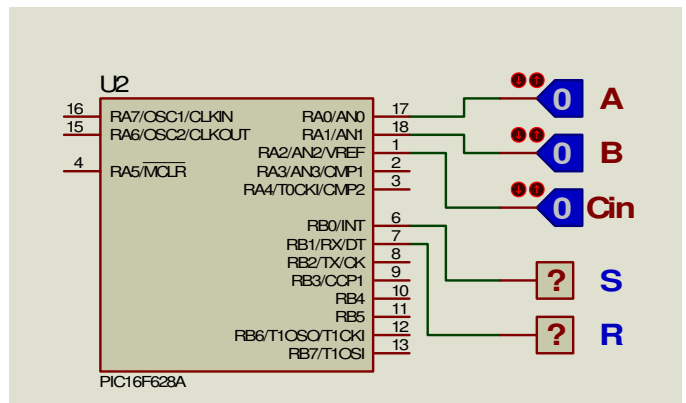 U2
16 RA7/OSC1/CLKIN RA0/AN0 17 0 A
15 RA6/OSC2/CLKOUT RA1/AN1 18 0 B
RA2/AN2/VREF 1
4 RA5/MCLR RA3/AN3/CMP1 2
RA4/T0CKI/CMP2 3 0 Cin
RB0/INT 6
RB1/RX/DT 7
RB2/TX/CK 8
RB3/CCP1 9 ? S
RB4 10
RB5 11
RB6/T1OSO/T1CKI 12 ? R
RB7/T1OSI 13
PIC16F628A